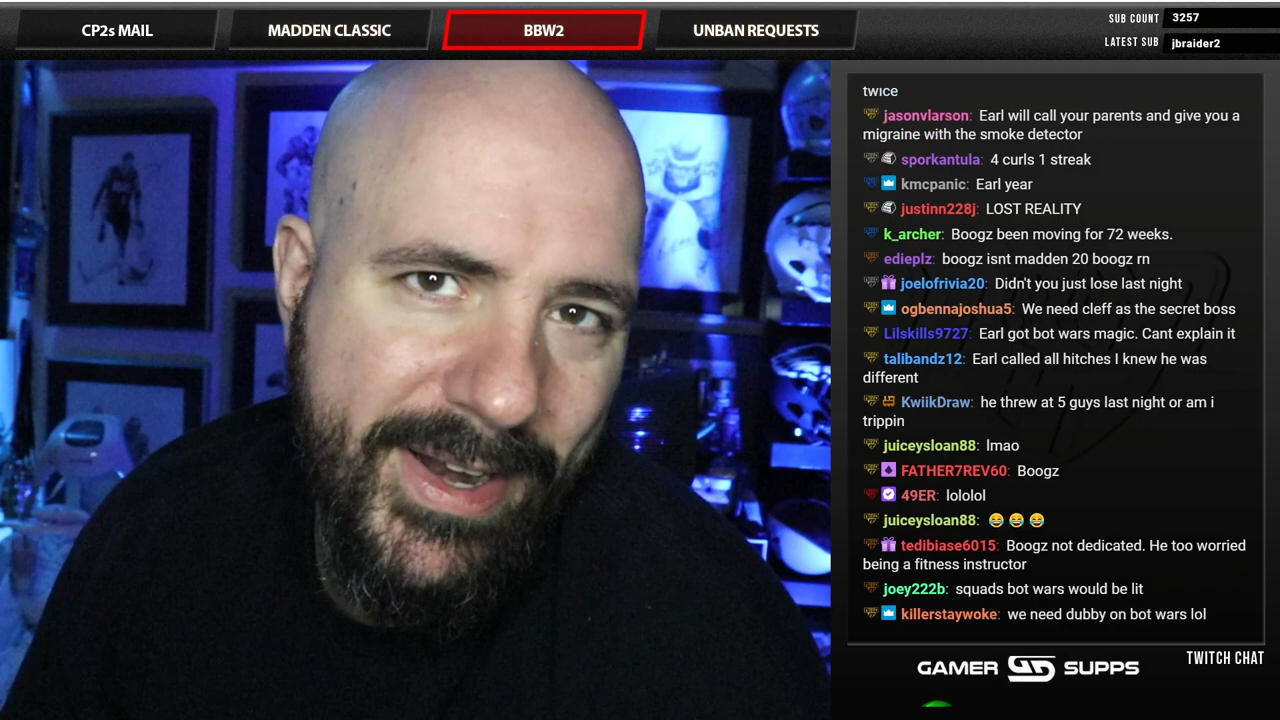 CP2s MAIL
MADDEN CLASSIC
BBW2
UNBAN REQUESTS
SUB COUNT 3257
LATEST SUB jbraider2
twice
jasonvlarson: Earl will call your parents and give you a
migraine with the smoke detector
sporkantula: 4 curls 1 streak
kmcpanic: Earl year
justinn228j: LOST REALITY
k_archer: Boogz been moving for 72 weeks.
edieplz: boogz isnt madden 20 boogz rn
joelofrivia20: Didn't you just lose last night
ogbennajoshua5: We need cleff as the secret boss
Lilskills9727: Earl got bot wars magic. Cant explain it
talibandz12: Earl called all hitches I knew he was
different
KwiikDraw: he threw at 5 guys last night or am i
trippin
juiceysloan88: lmao
FATHER7REV60: Boogz
49ER: lololol
juiceysloan88: 😂 😂 😂
tedibiase6015: Boogz not dedicated. He too worried
being a fitness instructor
joey222b: squads bot wars would be lit
killerstaywoke: we need dubby on bot wars lol
TWITCH CHAT
GAMER GG SUPPS